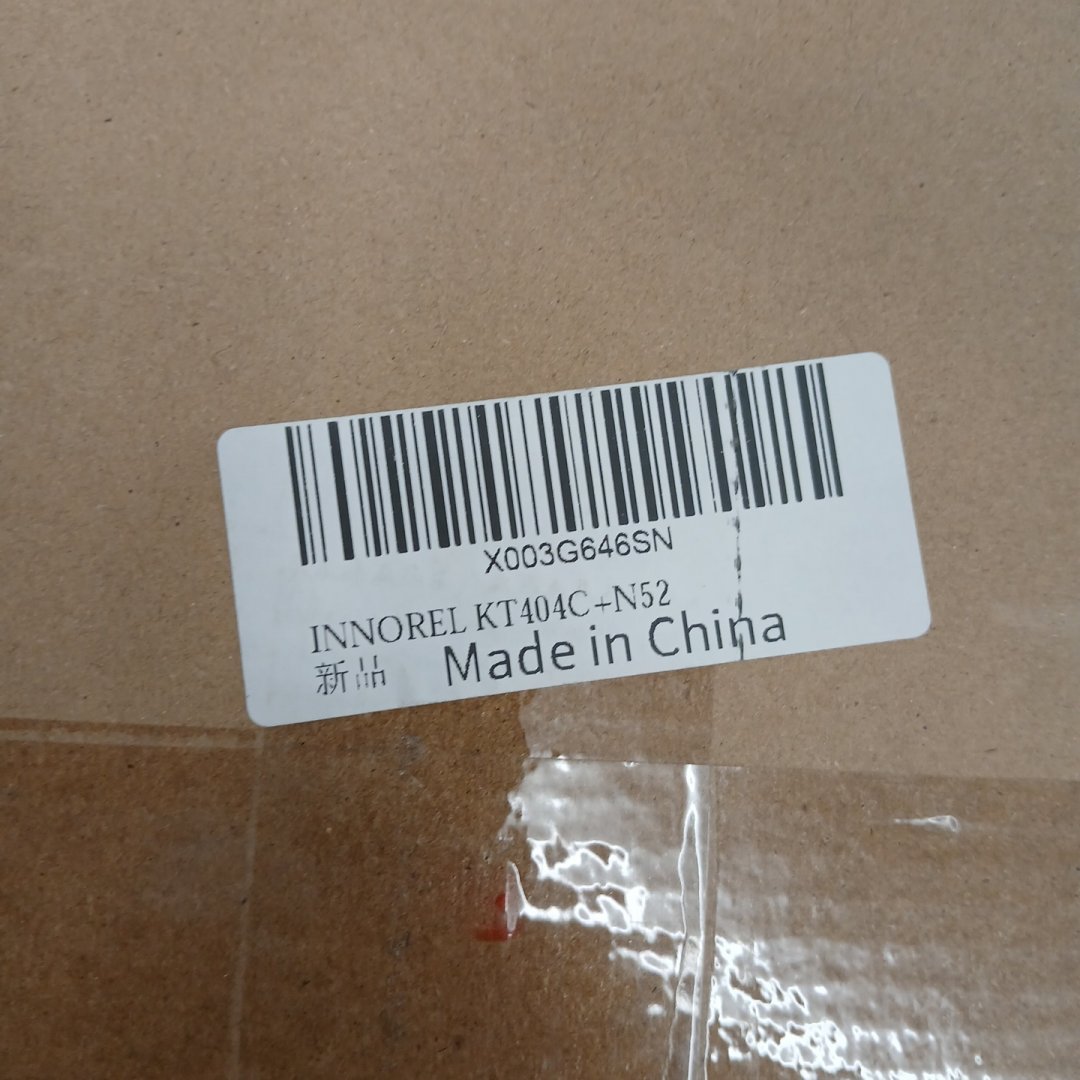 X003G646SN
INNOREL KT404C+N52
新品 Made in China